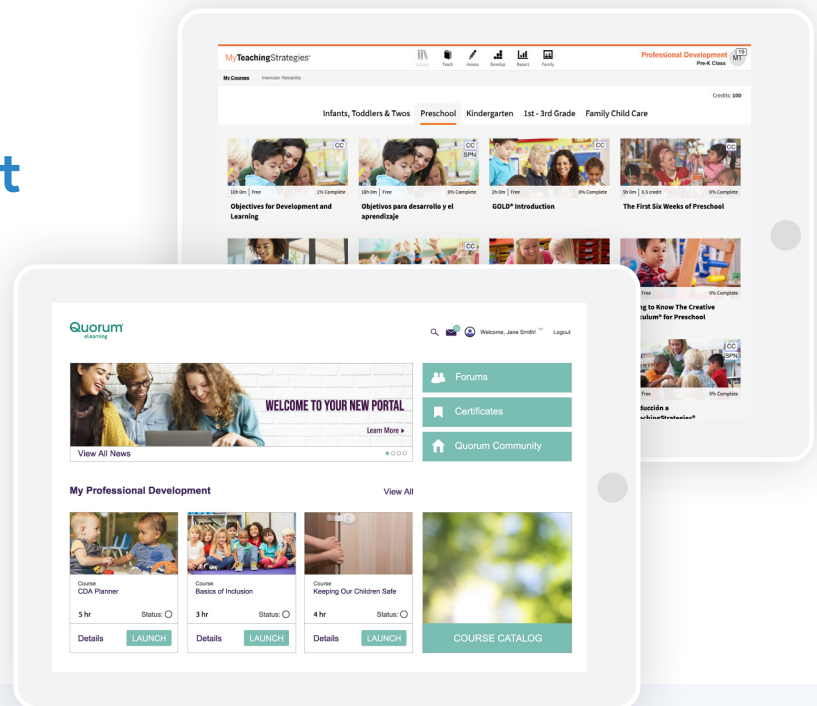 t
MyTeachingStrategies®
Library
Teach
Assess
Develop
Report
Family
Professional Development
Pre-K Class
MT
19
My Courses
Interrater Reliability
Credits: 100
Infants, Toddlers & Twos
Preschool
Kindergarten
1st - 3rd Grade
Family Child Care
CC
10h 0m | Free
1% Complete
Objectives for Development and
Learning
CC
SPN
10h 0m | Free
0% Complete
Objetivos para desarrollo y el
aprendizaje
CC
2h 0m | Free
0% Complete
GOLD® Introduction
CC
5h 0m | 0.5 credit
0% Complete
The First Six Weeks of Preschool
CC
Free
0% Complete
ng to Know The Creative
culum® for Preschool
CC
SPN
Free
0% Complete
ducción a
Quorum
eLearning
Welcome, Jane Smith!
Logout
WELCOME TO YOUR NEW PORTAL
Learn More
View All News
Forums
Certificates
Quorum Community
My Professional Development
View All
Course
CDA Planner
5 hr
Status:
Details
LAUNCH
Course
Basics of Inclusion
3 hr
Status:
Details
LAUNCH
Course
Keeping Our Children Safe
4 hr
Status:
Details
LAUNCH
COURSE CATALOG